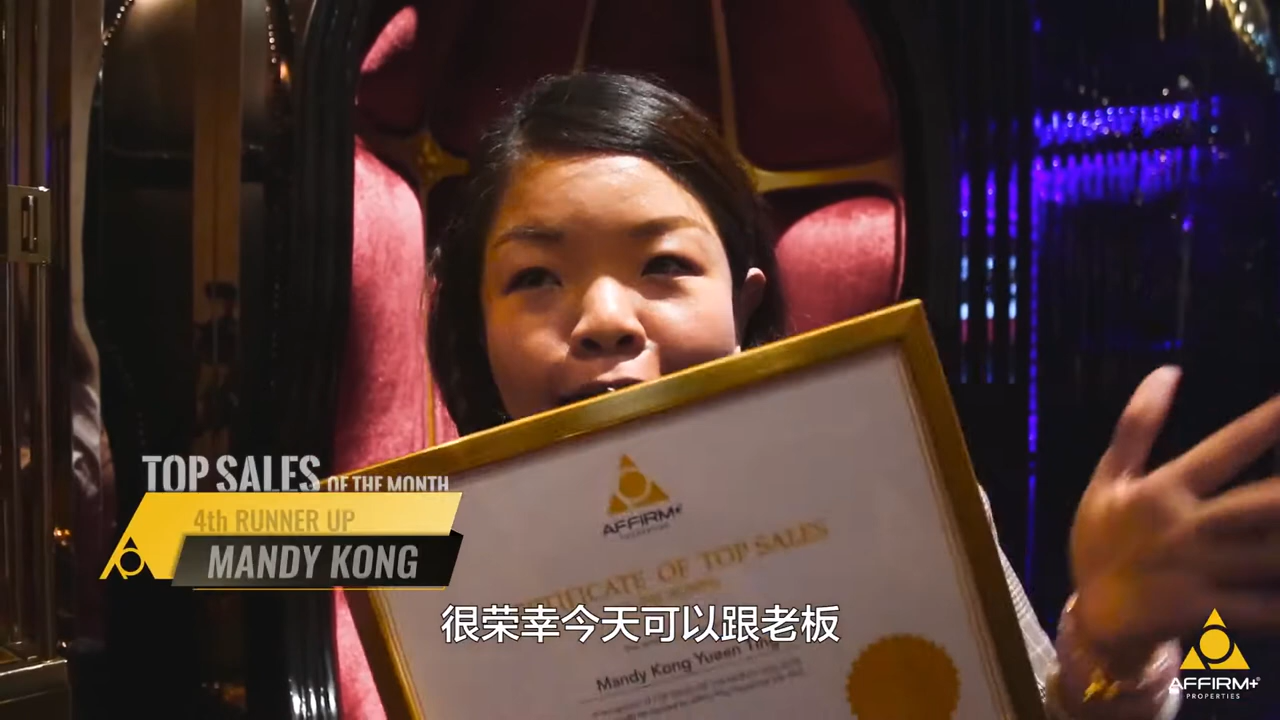 TOP SALES OF THE MONTH
4th RUNNER UP
MANDY KONG
AFFIRM+
CERTIFICATE OF TOP SALES
Mandy Kong Yueen Ting
很荣幸今天可以跟老板
AFFIRM+
PROPERTIES